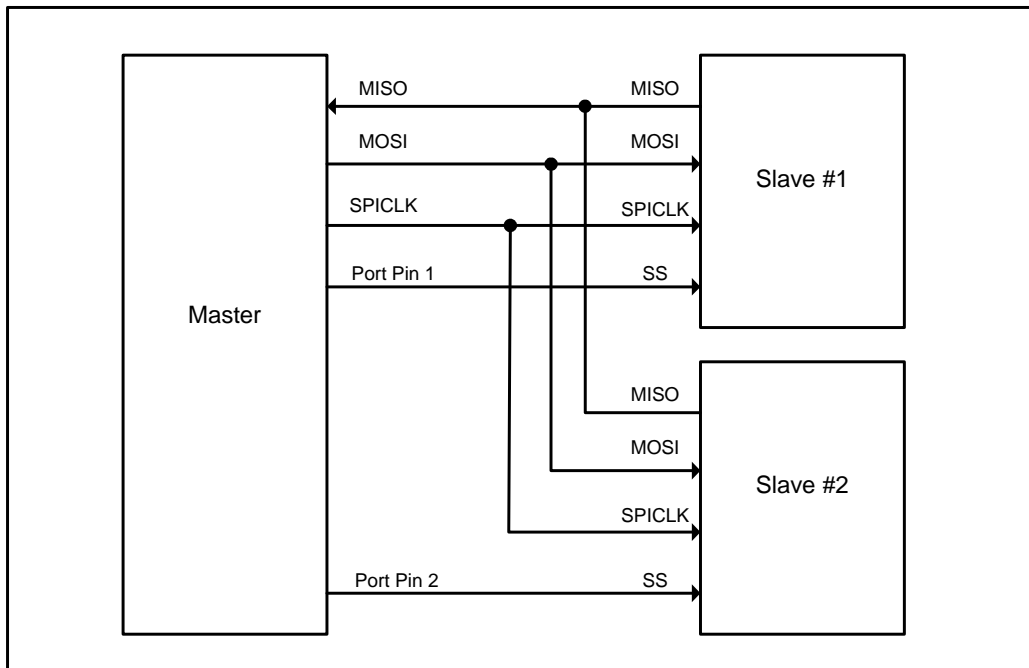 MISO MISO
MOSI MOSI
SPICLK SPICLK
Port Pin 1 SS
Master
Slave #1
MISO
MOSI
SPICLK
Port Pin 2 SS
Slave #2